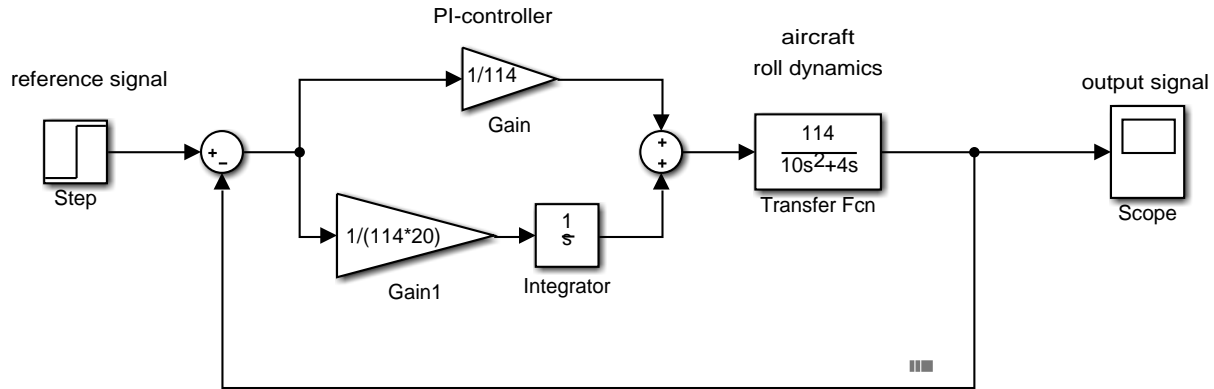 PI-controller
aircraft
roll dynamics
reference signal
output signal
1/114
Gain
+
−
+
+
114
10s²+4s
Step
Transfer Fcn
Scope
1/(114*20)
1
s
Gain1
Integrator